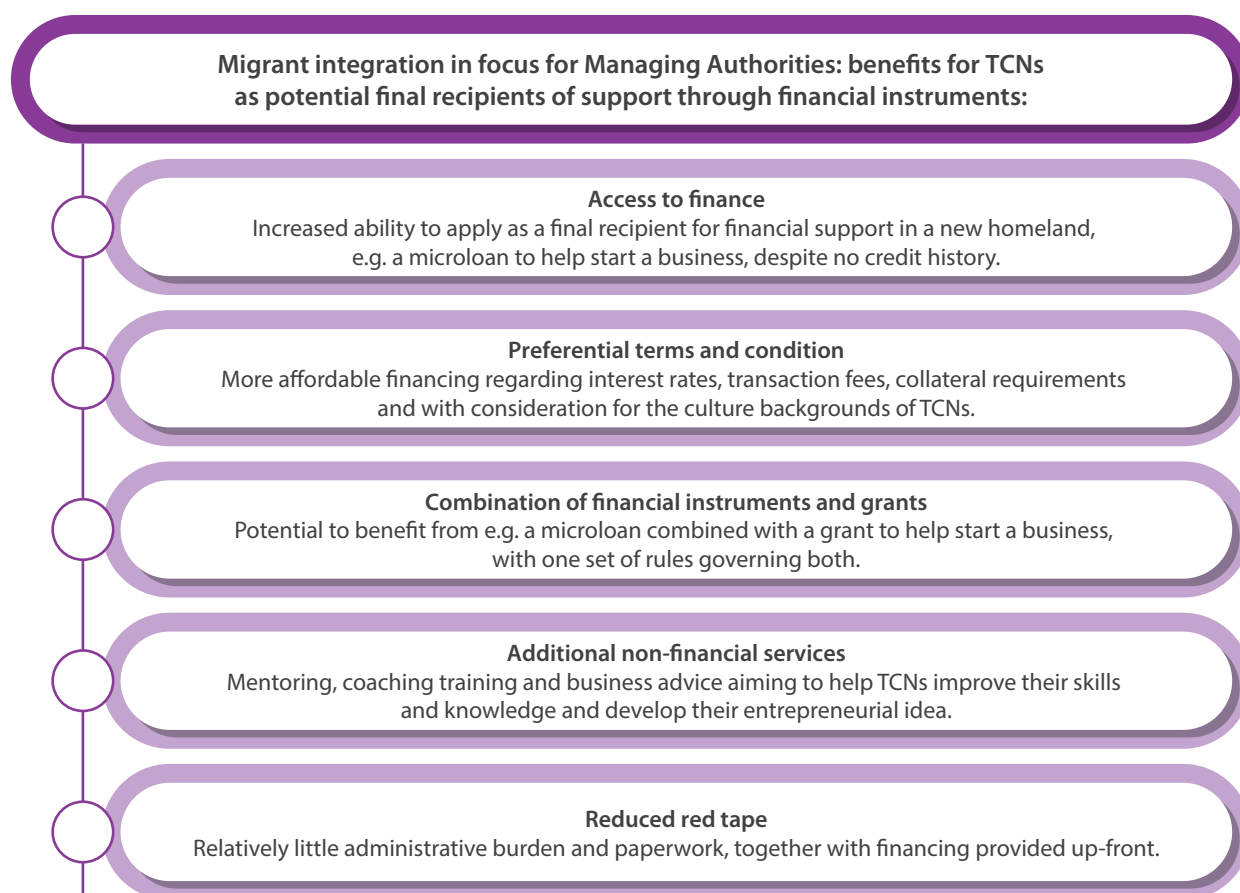 Migrant integration in focus for Managing Authorities: benefits for TCNs
as potential final recipients of support through financial instruments:
Access to finance
Increased ability to apply as a final recipient for financial support in a new homeland,
e.g. a microloan to help start a business, despite no credit history.
Preferential terms and condition
More affordable financing regarding interest rates, transaction fees, collateral requirements
and with consideration for the culture backgrounds of TCNs.
Combination of financial instruments and grants
Potential to benefit from e.g. a microloan combined with a grant to help start a business,
with one set of rules governing both.
Additional non-financial services
Mentoring, coaching training and business advice aiming to help TCNs improve their skills
and knowledge and develop their entrepreneurial idea.
Reduced red tape
Relatively little administrative burden and paperwork, together with financing provided up-front.